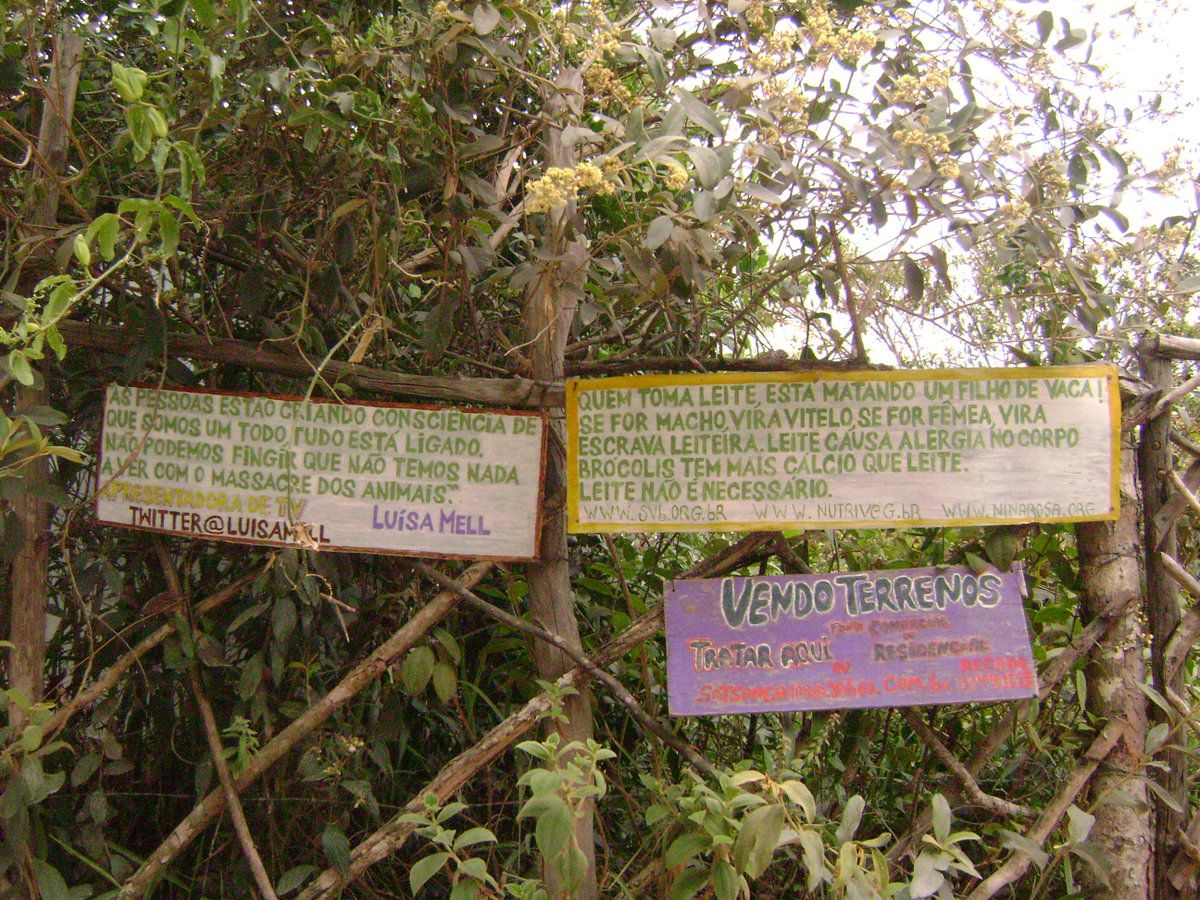 AS PESSOAS ESTÃO CRIANDO CONSCIÊNCIA DE
QUE SOMOS UM TODO, TUDO ESTÁ LIGADO.
NÃO PODEMOS FINGIR QUE NÃO TEMOS NADA
A VER COM O MASSACRE DOS ANIMAIS".
APRESENTADORA DE TV
LUÍSA MELL
TWITTER@LUISAMELL
QUEM TOMA LEITE, ESTÁ MATANDO UM FILHO DE VACA!
SE FOR MACHO, VIRA VITELO, SE FOR FÊMEA, VIRA
ESCRAVA LEITEIRA. LEITE CAUSA ALERGIA NO CORPO
BRÓCOLIS TEM MAIS CÁLCIO QUE LEITE.
LEITE NÃO É NECESSÁRIO.
WWW.SVB.ORG.BR WWW.NUTRIVEG.BR WWW.NINAROSA.ORG
VENDO TERRENOS
COMERCIAL
OU
TRATAR AQUÍ OU RESIDENCIAL
RECADO